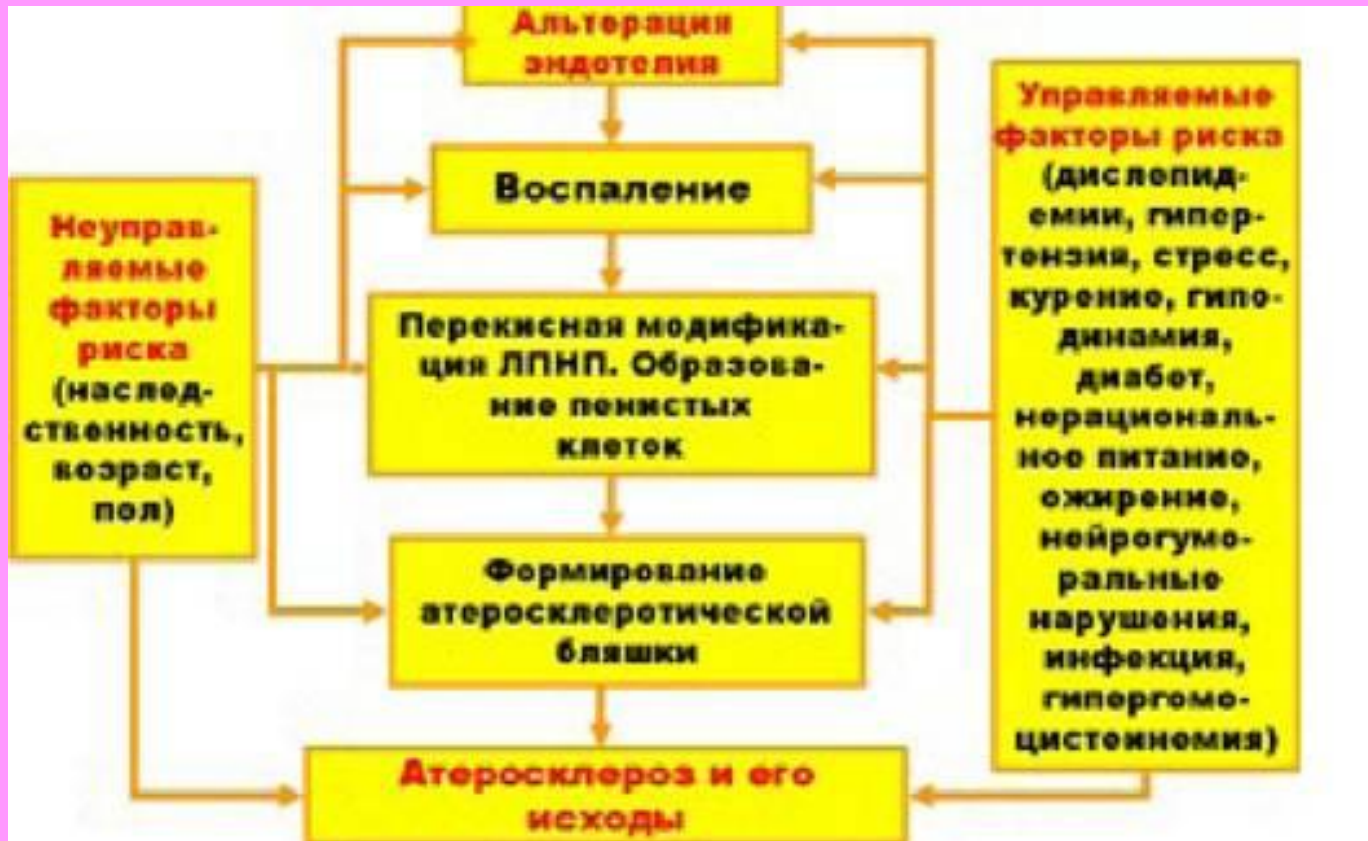 Альтерация
эндотелия
Воспаление
Перекисная модифика-
ция ЛПНП. Образова-
ние пенистых
клеток
Формирование
атеросклеротической
бляшки
Атеросклероз и его
исходы
Неуправ-
ляемые
факторы
риска
(наслед-
ственность,
возраст,
пол)
Управляемые
факторы риска
(дислепид-
емии, гипер-
тензия, стресс,
курение, гипо-
динамия,
диабет,
нерациональ-
ное питание,
ожирение,
нейрогумо-
ральные
нарушения,
инфекция,
гипергомо-
цистеинемия)